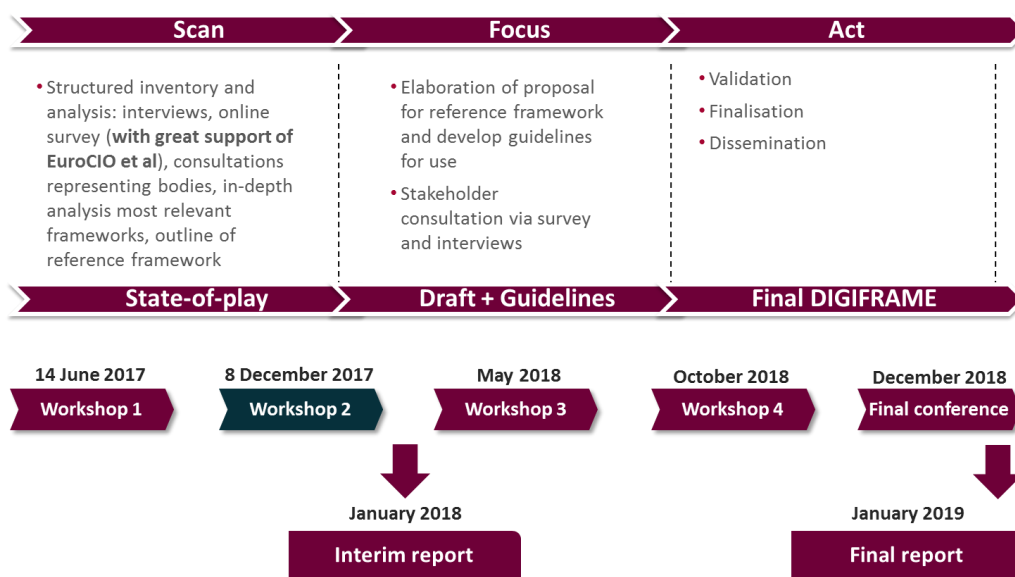 Scan
Focus
Act
• Structured inventory and
analysis: interviews, online
survey (with great support of
EuroCIO et al), consultations
representing bodies, in-depth
analysis most relevant
frameworks, outline of
reference framework
• Elaboration of proposal
for reference framework
and develop guidelines
for use
• Stakeholder
consultation via survey
and interviews
• Validation
• Finalisation
• Dissemination
State-of-play
Draft + Guidelines
Final DIGIFRAME
14 June 2017
Workshop 1
8 December 2017
Workshop 2
May 2018
Workshop 3
October 2018
Workshop 4
December 2018
Final conference
January 2018
Interim report
January 2019
Final report